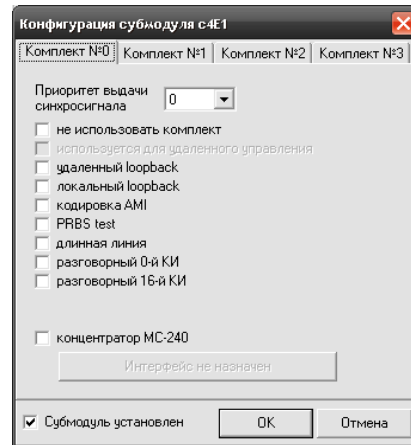 Конфигурация субмодуля c4E1
Комплект №0 Комплект №1 Комплект №2 Комплект №3
Приоритет выдачи
синхросигнала
0
не использовать комплект
используется для удаленного управления
удаленный loopback
локальный loopback
кодировка AMI
PRBS test
длинная линия
разговорный 0-й КИ
разговорный 16-й КИ
концентратор МС-240
Интерфейс не назначен
Субмодуль установлен OK Отмена